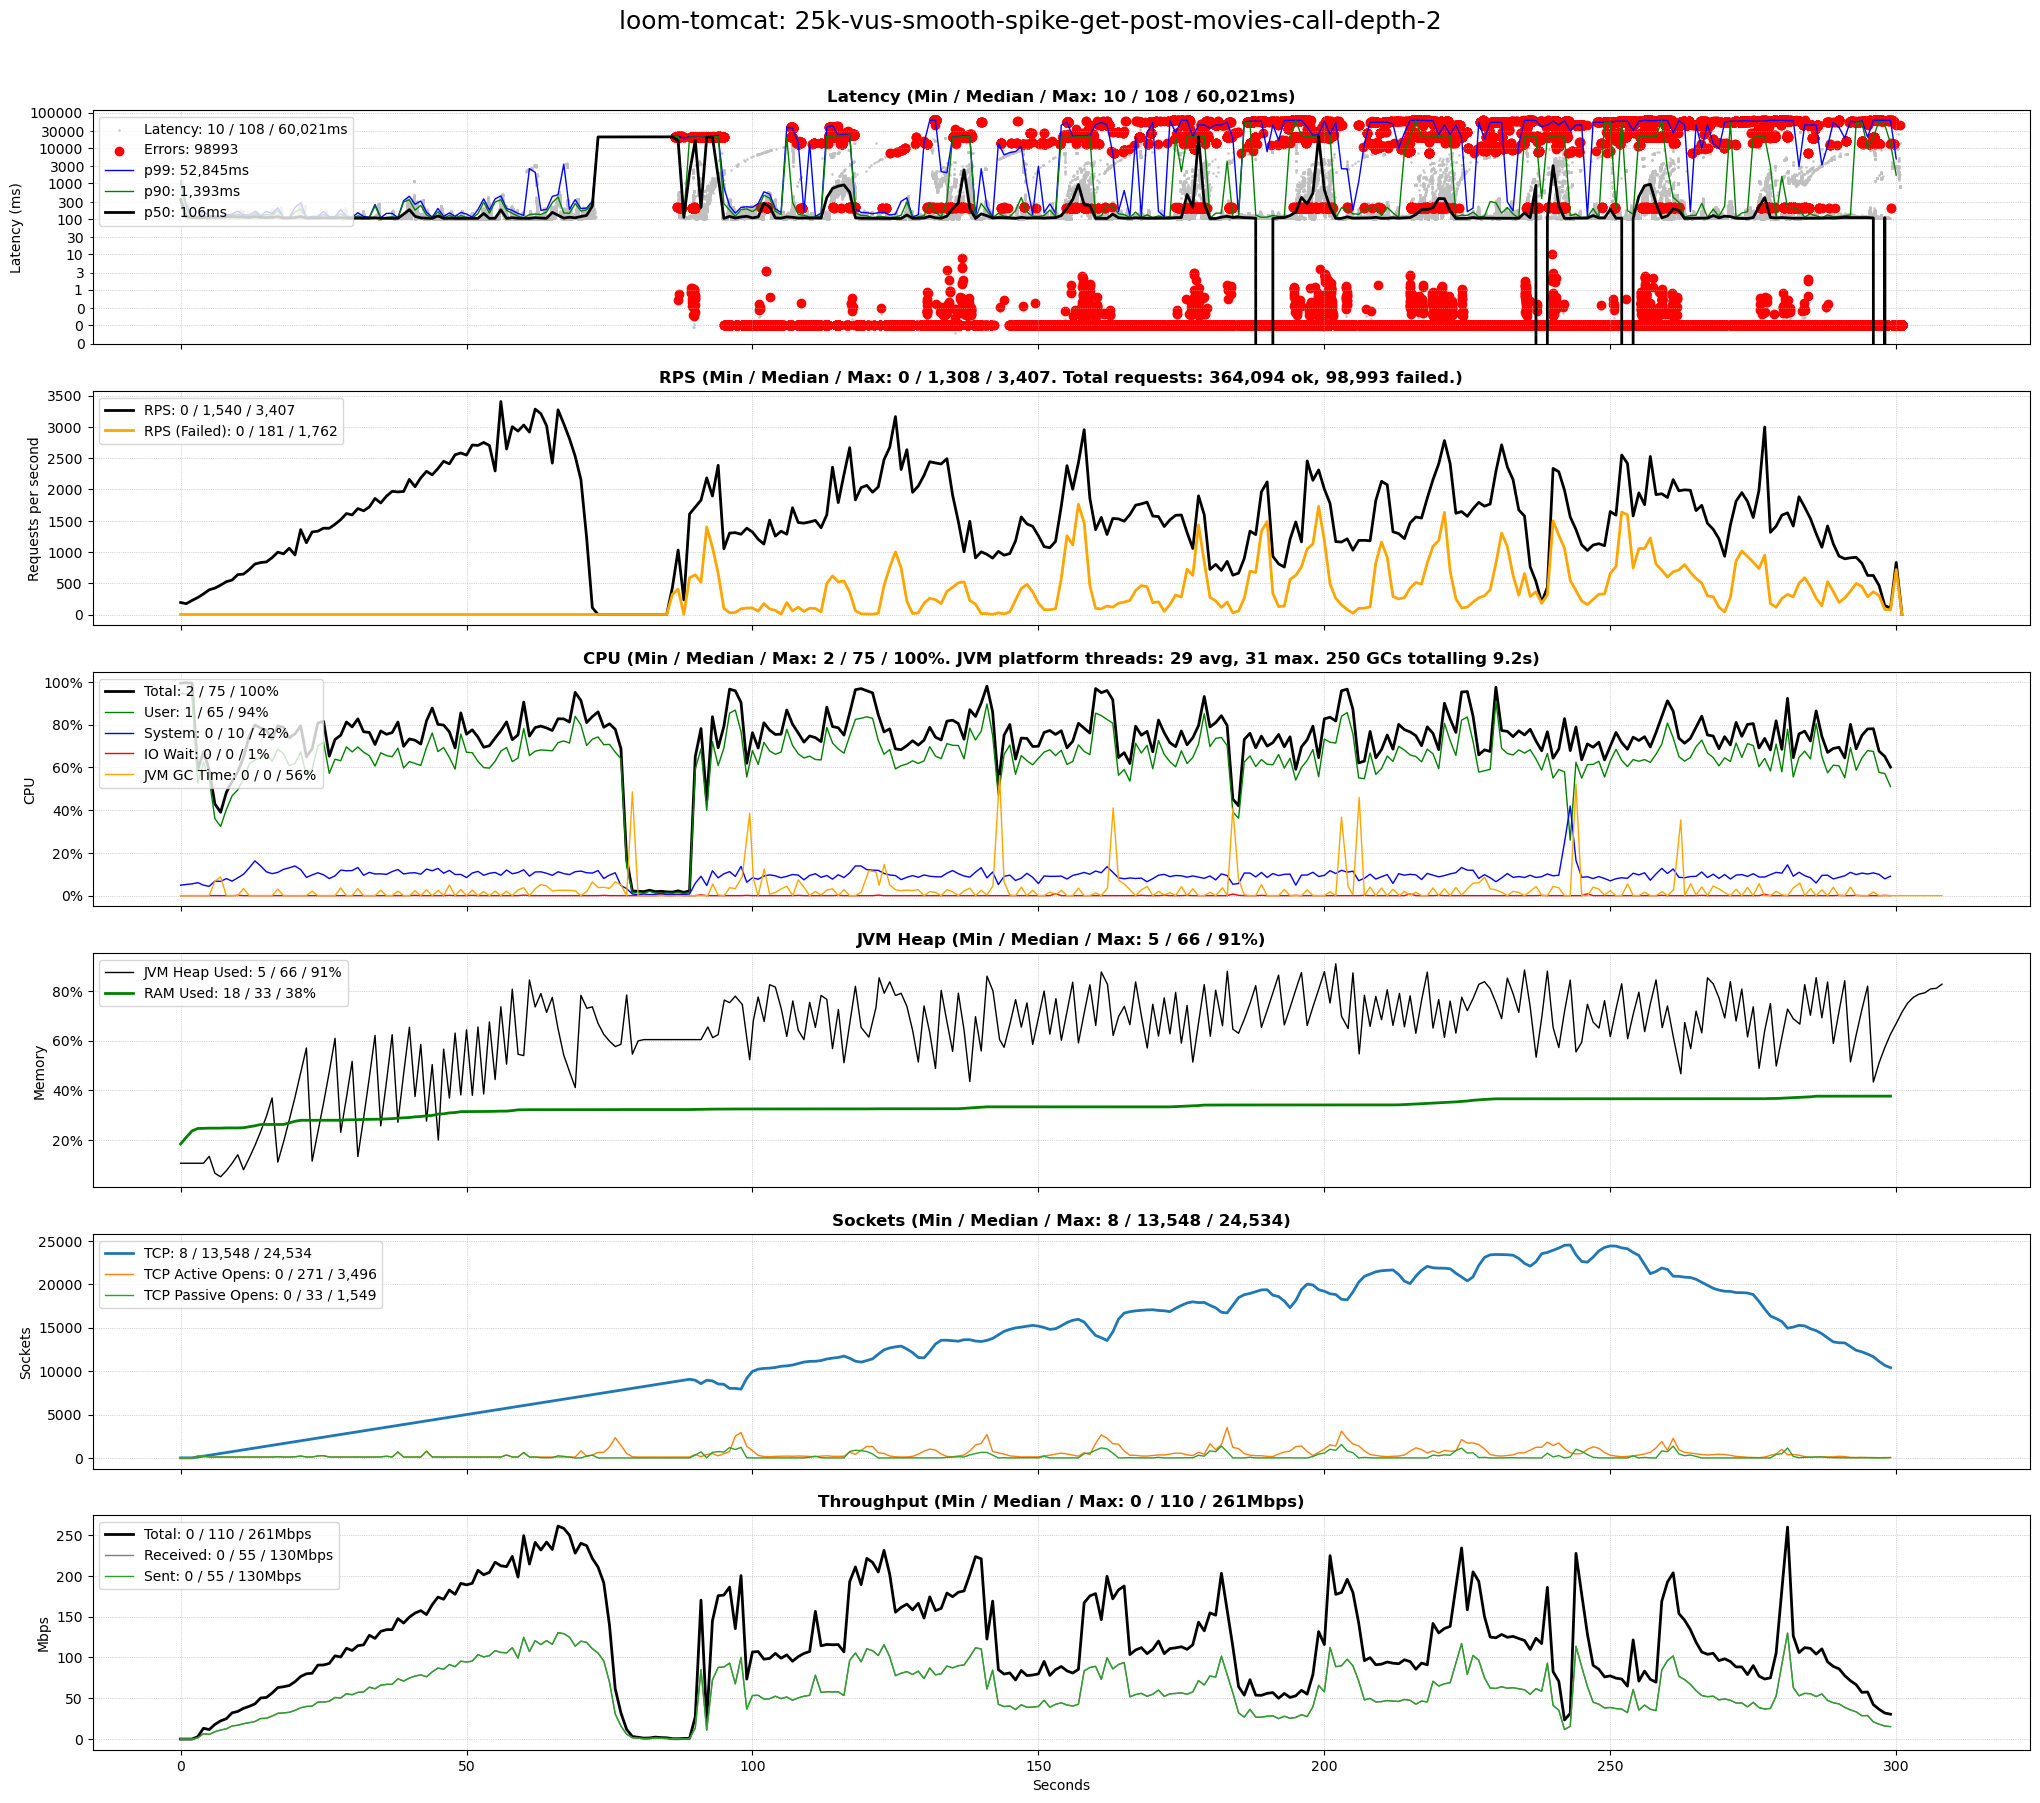 loom-tomcat: 25k-vus-smooth-spike-get-post-movies-call-depth-2
Latency (Min / Median / Max: 10 / 108 / 60,021ms)
Latency (ms)
100000
30000
10000
3000
1000
300
100
30
10
3
1
0
0
0
Latency: 10 / 108 / 60,021ms
Errors: 98993
p99: 52,845ms
p90: 1,393ms
p50: 106ms
RPS (Min / Median / Max: 0 / 1,308 / 3,407. Total requests: 364,094 ok, 98,993 failed.)
Requests per second
3500
3000
2500
2000
1500
1000
500
0
RPS: 0 / 1,540 / 3,407
RPS (Failed): 0 / 181 / 1,762
CPU (Min / Median / Max: 2 / 75 / 100%. JVM platform threads: 29 avg, 31 max. 250 GCs totalling 9.2s)
CPU
100%
80%
60%
40%
20%
0%
Total: 2 / 75 / 100%
User: 1 / 65 / 94%
System: 0 / 10 / 42%
IO Wait: 0 / 0 / 1%
JVM GC Time: 0 / 0 / 56%
JVM Heap (Min / Median / Max: 5 / 66 / 91%)
Memory
80%
60%
40%
20%
JVM Heap Used: 5 / 66 / 91%
RAM Used: 18 / 33 / 38%
Sockets (Min / Median / Max: 8 / 13,548 / 24,534)
Sockets
25000
20000
15000
10000
5000
0
TCP: 8 / 13,548 / 24,534
TCP Active Opens: 0 / 271 / 3,496
TCP Passive Opens: 0 / 33 / 1,549
Throughput (Min / Median / Max: 0 / 110 / 261Mbps)
Mbps
250
200
150
100
50
0
Total: 0 / 110 / 261Mbps
Received: 0 / 55 / 130Mbps
Sent: 0 / 55 / 130Mbps
0 50 100 150 200 250 300
Seconds